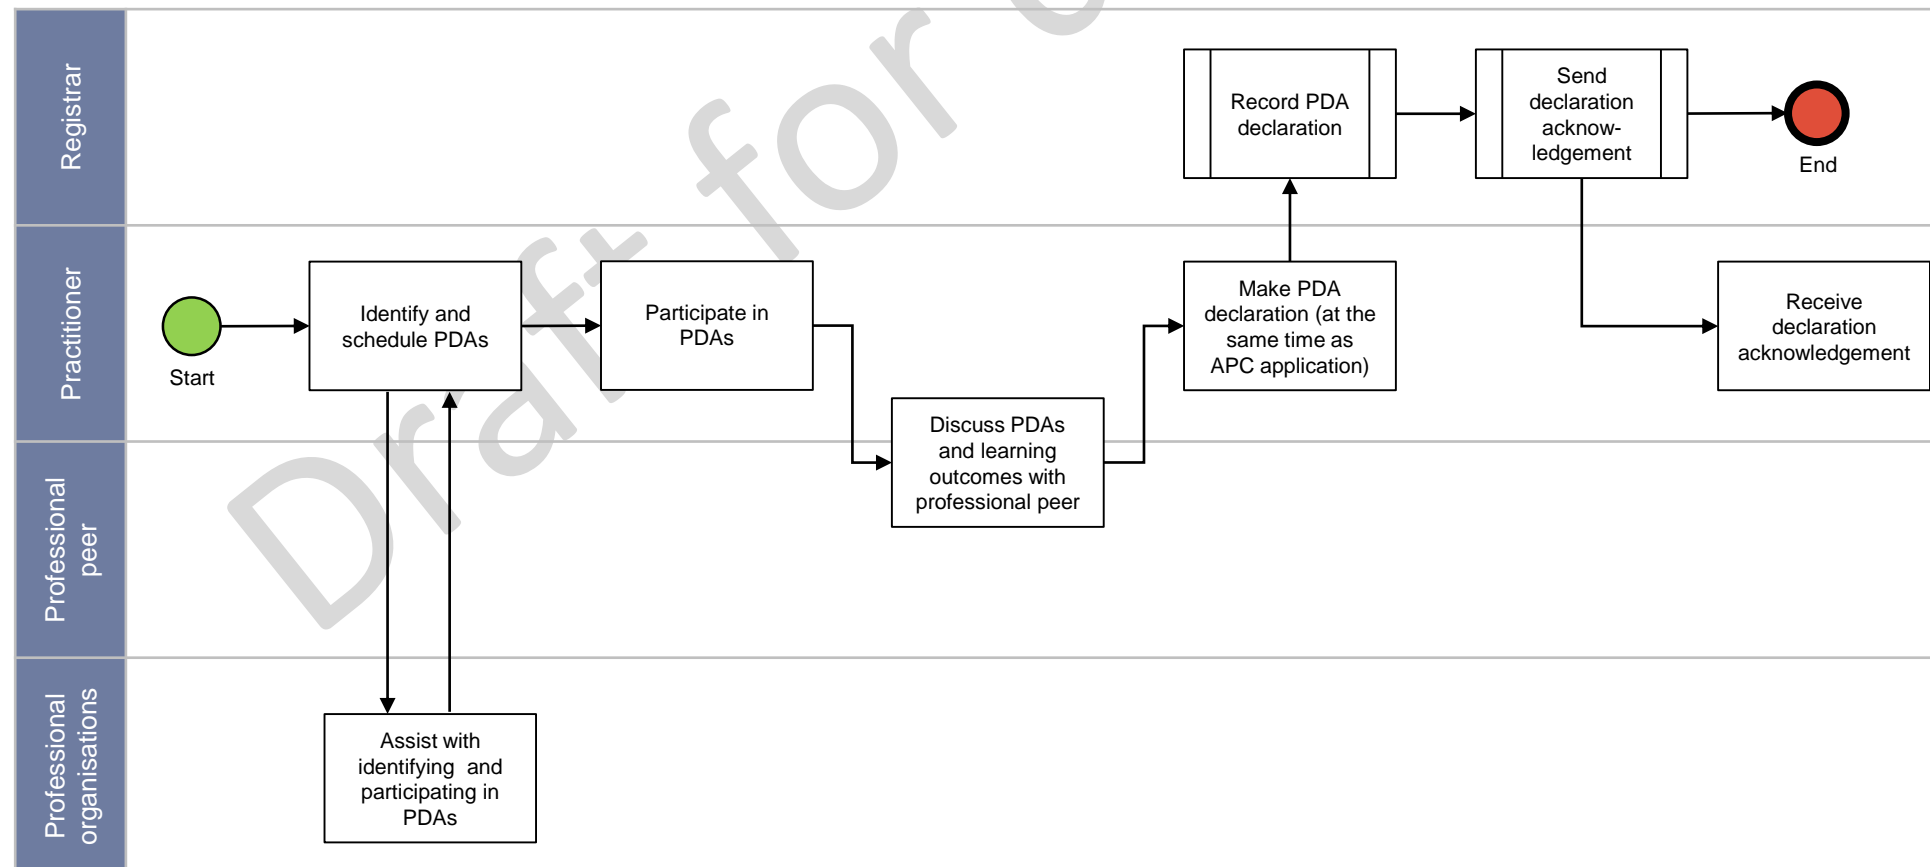 Registrar
Record PDA
declaration
Send
declaration
acknow-
ledgement
End
Practitioner
Start
Identify and
schedule PDAs
Participate in
PDAs
Make PDA
declaration (at the
same time as
APC application)
Receive
declaration
acknowledgement
Discuss PDAs
and learning
outcomes with
professional peer
Professional
peer
Professional
organisations
Assist with
identifying  and
participating in
PDAs
Draft for